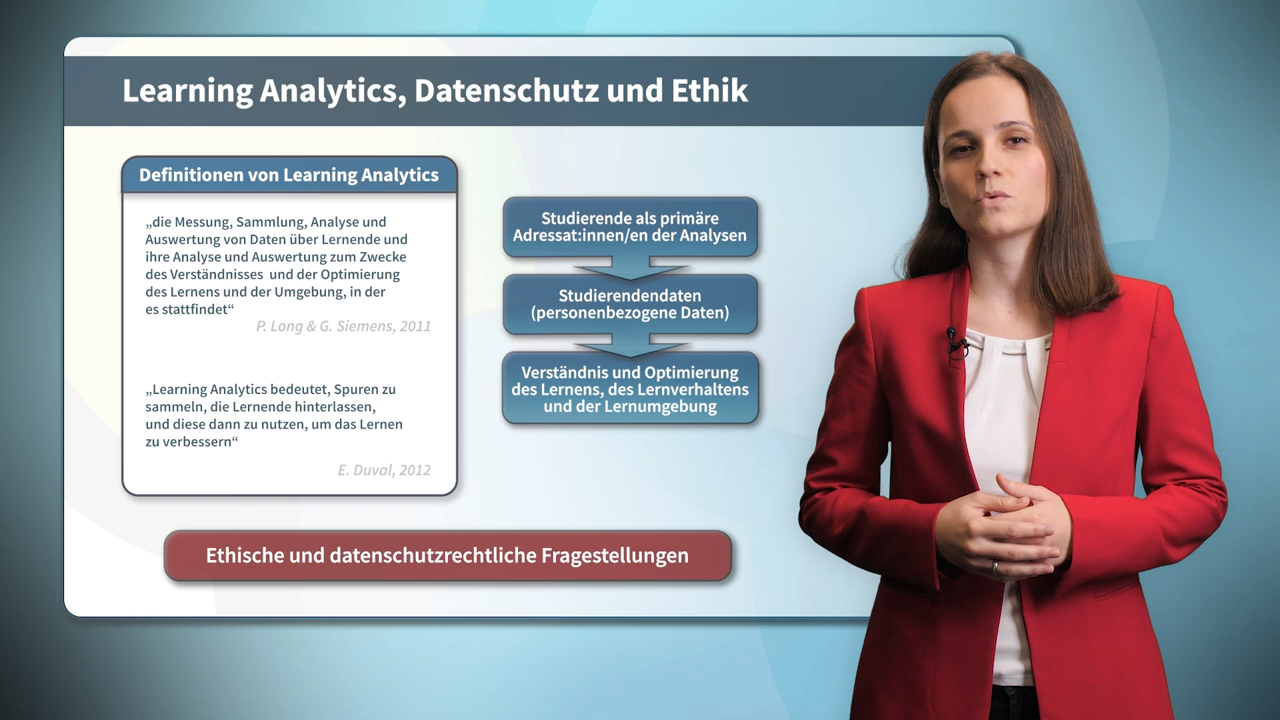 Learning Analytics, Datenschutz und Ethik
Definitionen von Learning Analytics
„die Messung, Sammlung, Analyse und
Auswertung von Daten über Lernende und
ihre Analyse und Auswertung zum Zwecke
des Verständnisses und der Optimierung
des Lernens und der Umgebung, in der
es stattfindet“
P. Long & G. Siemens, 2011
„Learning Analytics bedeutet, Spuren zu
sammeln, die Lernende hinterlassen,
und diese dann zu nutzen, um das Lernen
zu verbessern“
E. Duval, 2012
Studierende als primäre
Adressat:innen/en der Analysen
Studierendendaten
(personenbezogene Daten)
Verständnis und Optimierung
des Lernens, des Lernverhaltens
und der Lernumgebung
Ethische und datenschutzrechtliche Fragestellungen